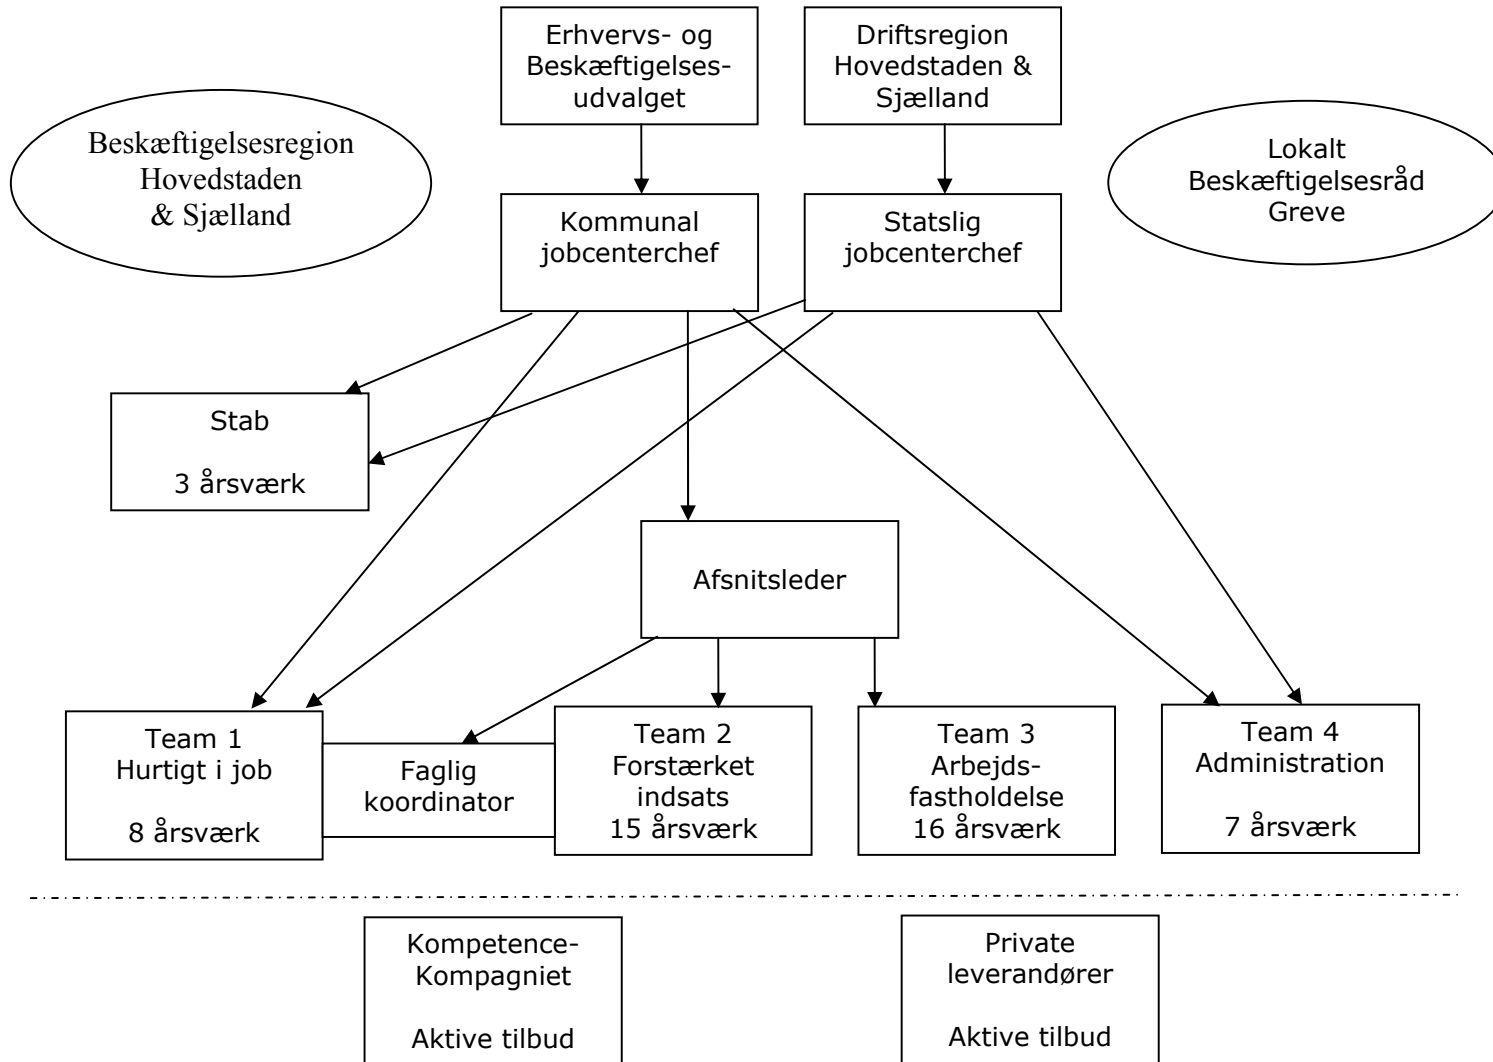 Erhvervs- og
Beskæftigelses-
udvalget
Driftsregion
Hovedstaden &
Sjælland
Beskæftigelsesregion
Hovedstaden
& Sjælland
Lokalt
Beskæftigelsesråd
Greve
Kommunal
jobcenterchef
Statslig
jobcenterchef
Stab
3 årsværk
Afsnitsleder
Team 1
Hurtigt i job
8 årsværk
Faglig
koordinator
Team 2
Forstærket
indsats
15 årsværk
Team 3
Arbejds-
fastholdelse
16 årsværk
Team 4
Administration
7 årsværk
Kompetence-
Kompagniet
Aktive tilbud
Private
leverandører
Aktive tilbud